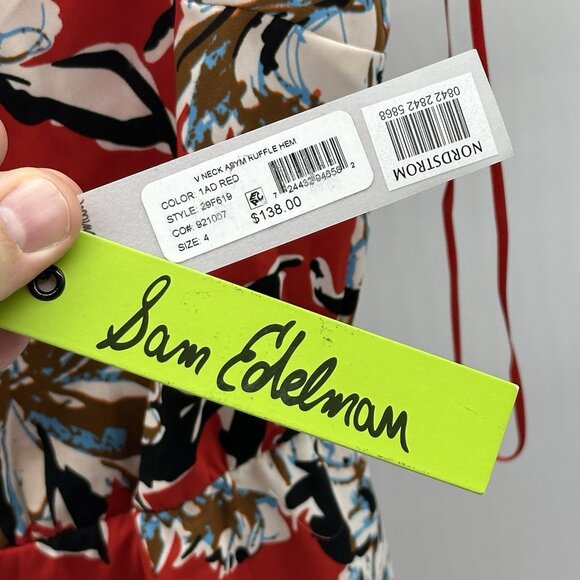 0842 2842
5868
NORDSTROM
V NECK ASYM RUFFLE HEM
COLOR: 1AD RED
STYLE: 29F619
CO#: 921007
SIZE: 4
$138.00
Sam Edelman